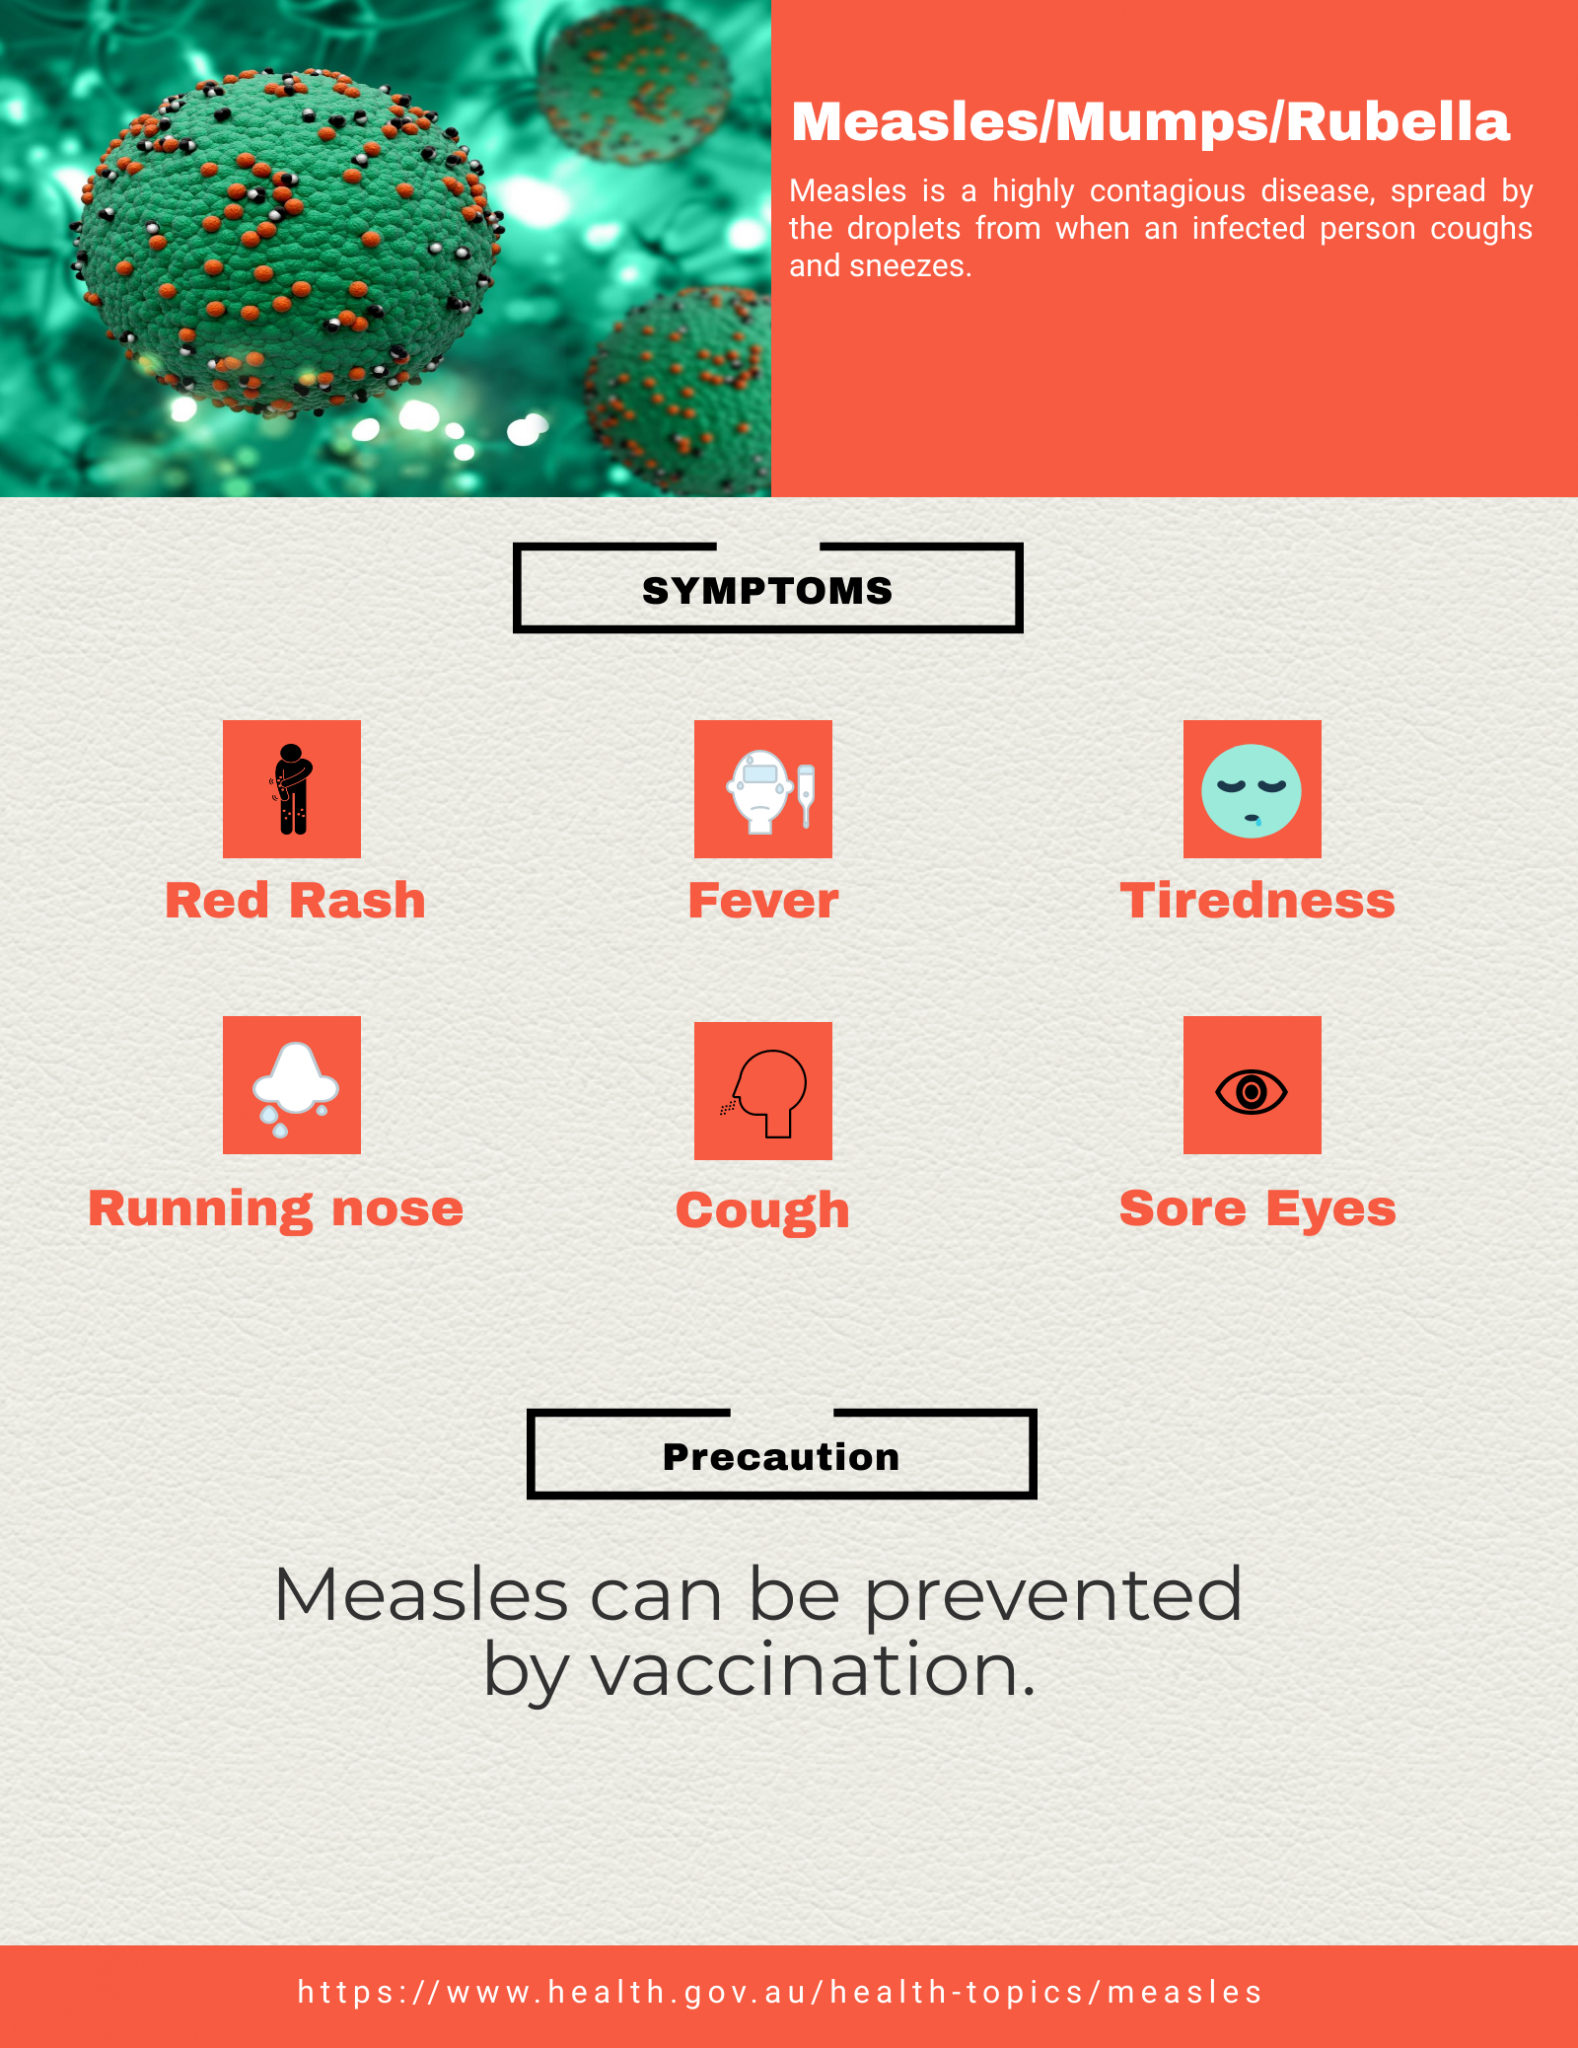 Measles/Mumps/Rubella
Measles is a highly contagious disease, spread by
the droplets from when an infected person coughs
and sneezes.
SYMPTOMS
Red Rash
Fever
Tiredness
Running nose
Cough
Sore Eyes
Precaution
Measles can be prevented
by vaccination.
https://www.health.gov.au/health-topics/measles